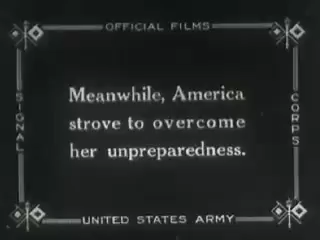 OFFICIAL FILMS
SIGNAL
CORPS
Meanwhile, America
strove to overcome
her unpreparedness.
UNITED STATES ARMY